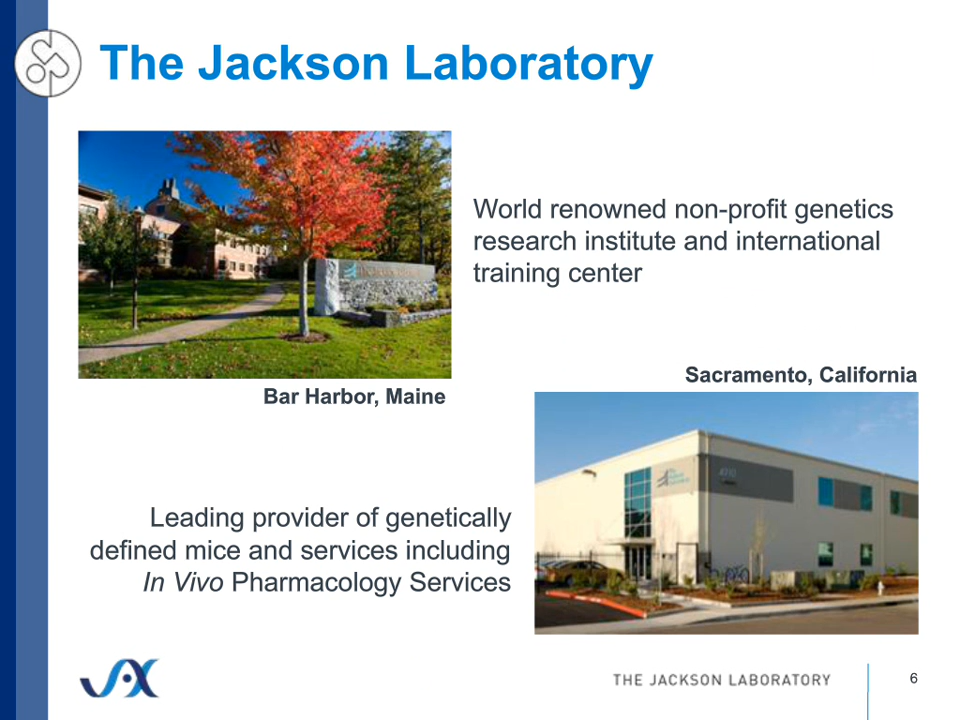 The Jackson Laboratory
World renowned non-profit genetics
research institute and international
training center
Bar Harbor, Maine
Sacramento, California
Leading provider of genetically
defined mice and services including
In Vivo Pharmacology Services
JAX
THE JACKSON LABORATORY
6